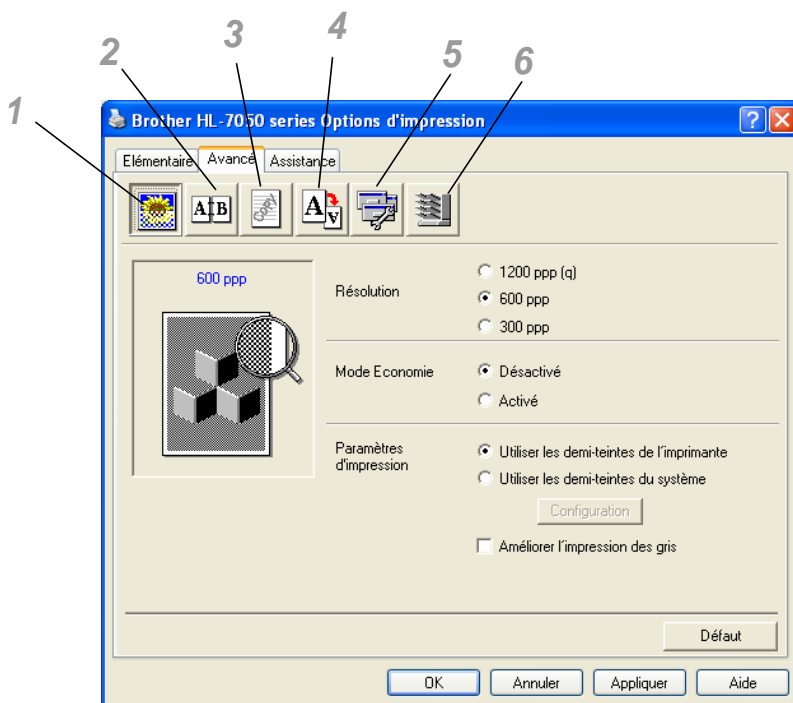 1
2
3
4
5
6
Brother HL-7050 series Options d'impression
Elémentaire Avancé Assistance
A B
COPY
A A
600 ppp
Résolution
1200 ppp (q)
600 ppp
300 ppp
Mode Economie
Désactivé
Activé
Paramètres
d'impression
Utiliser les demi-teintes de l'imprimante
Utiliser les demi-teintes du système
Configuration
Améliorer l'impression des gris
Défaut
OK Annuler Appliquer Aide